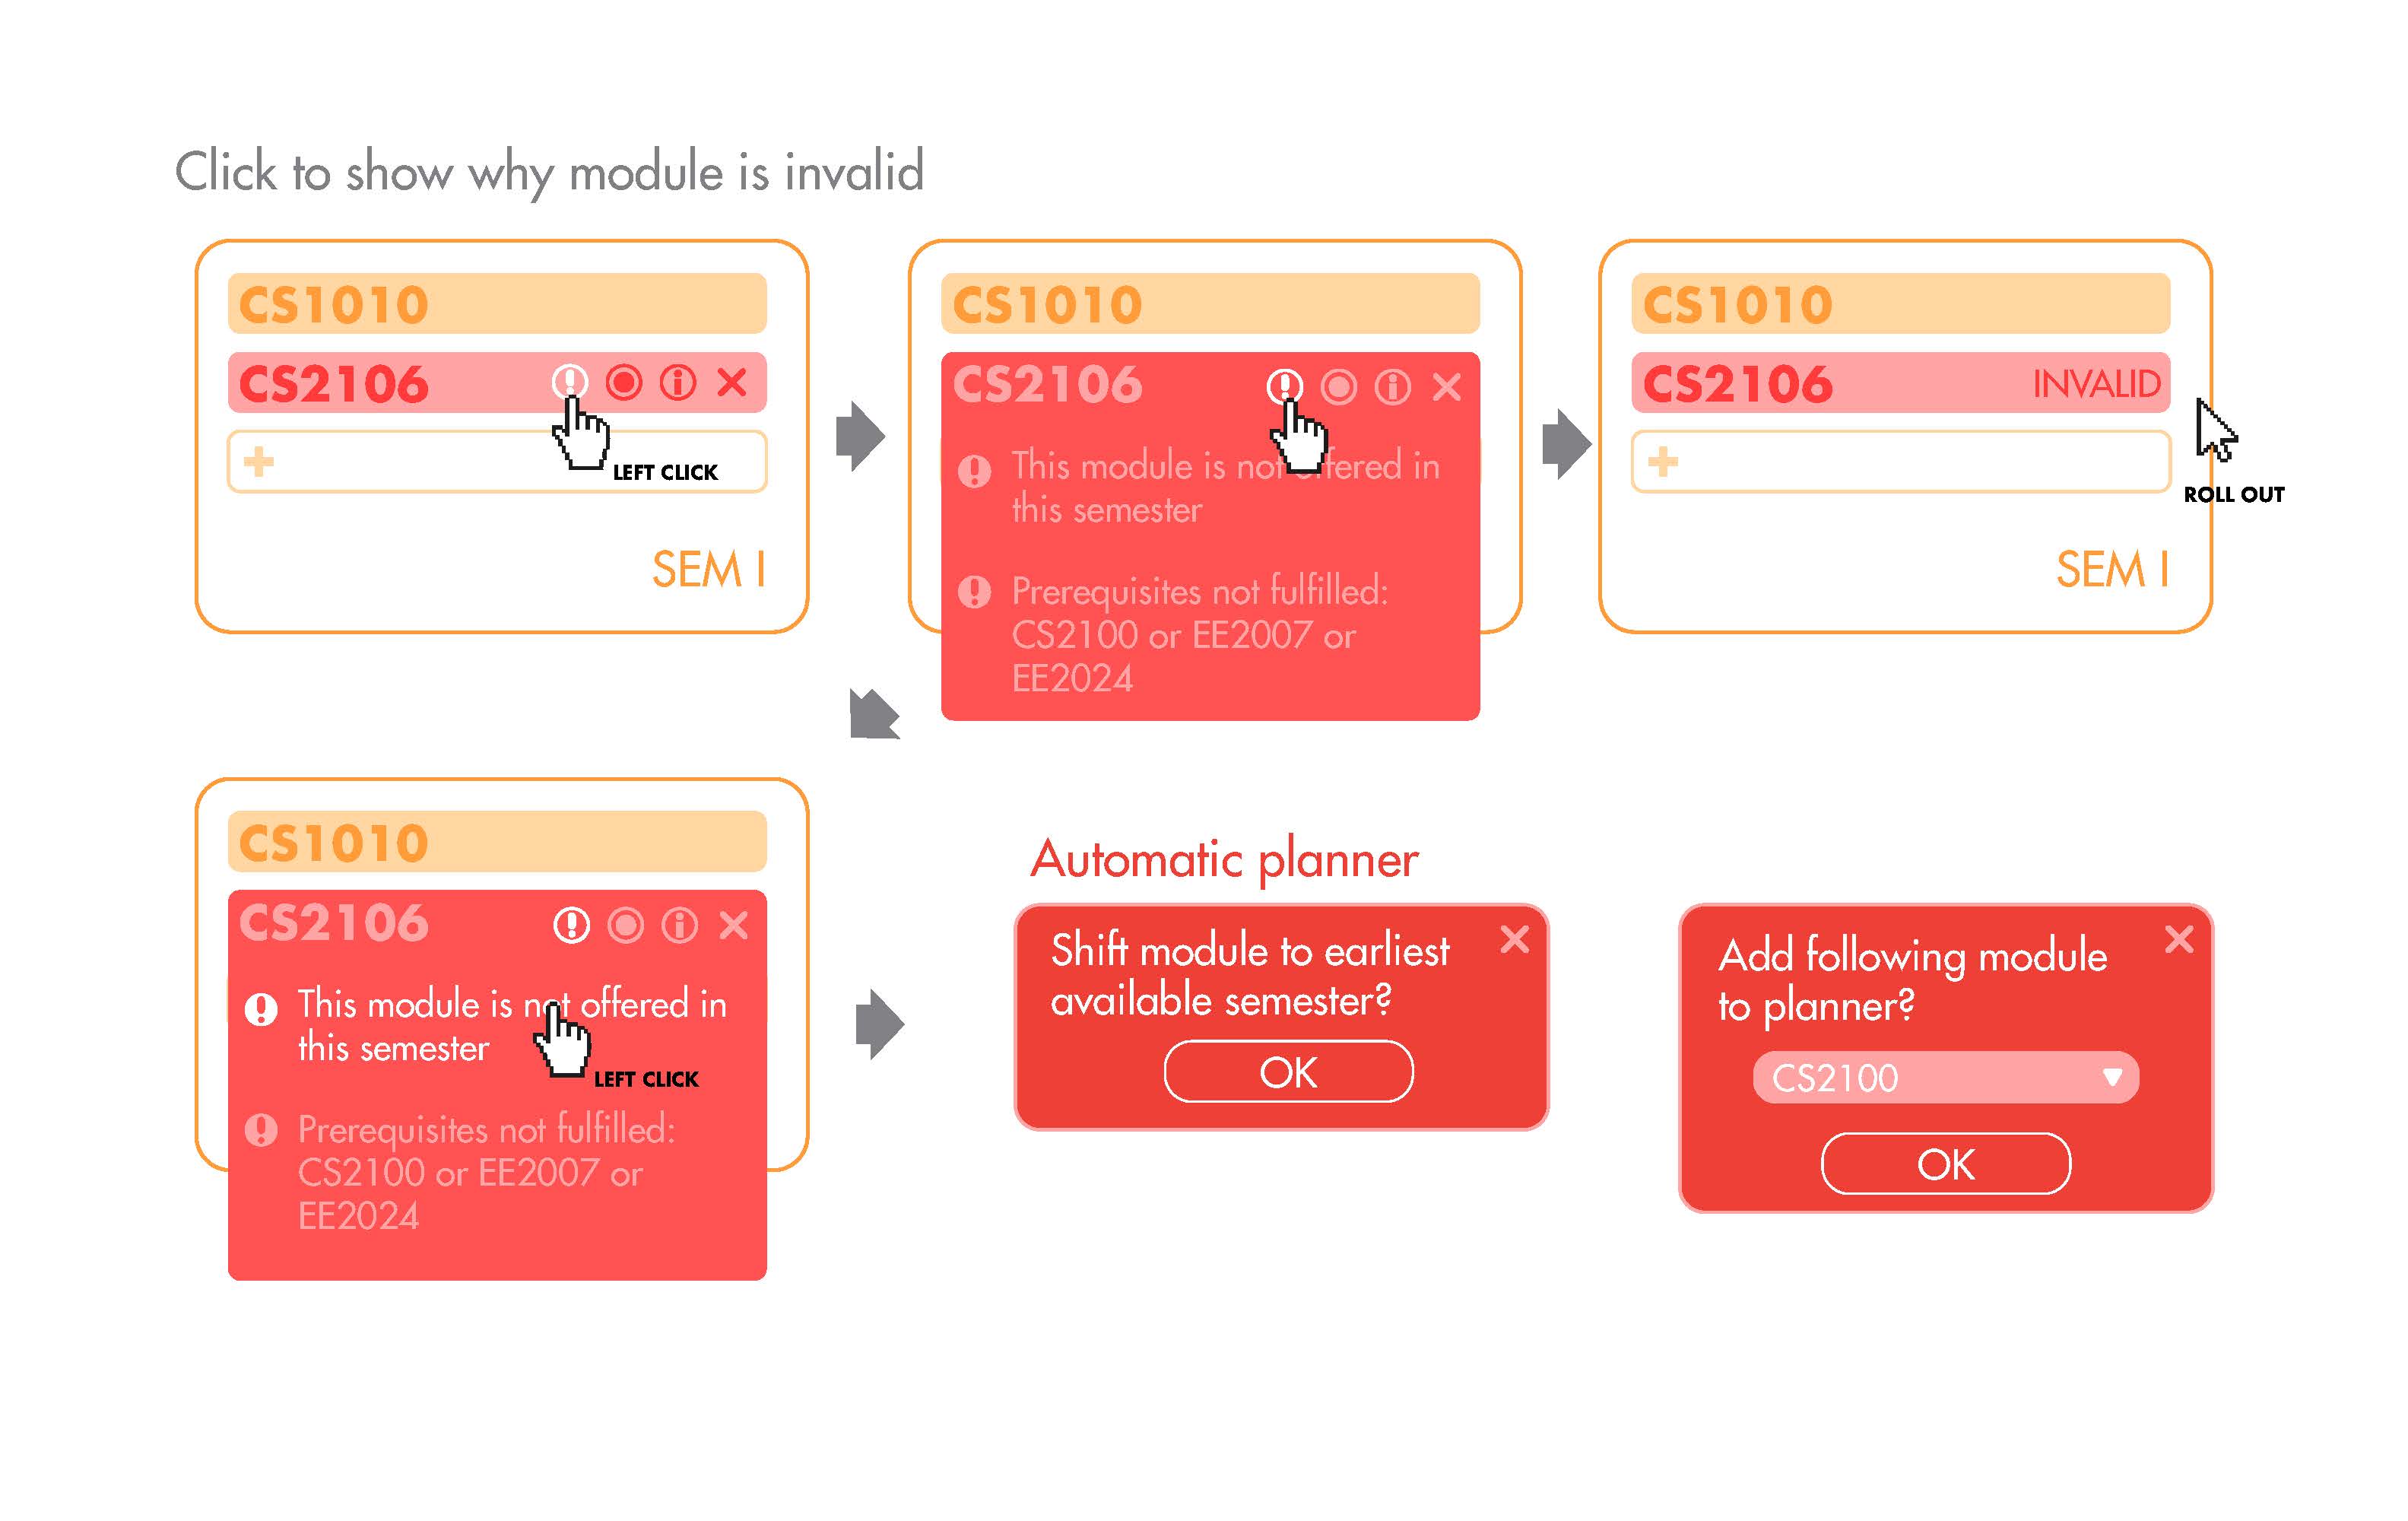 Click to show why module is invalid
CS1010
CS2106
LEFT CLICK
SEM I
CS1010
CS2106
This module is not offered in
this semester
Prerequisites not fulfilled:
CS2100 or EE2007 or
EE2024
CS1010
CS2106 INVALID
ROLL OUT
SEM I
CS1010
CS2106
This module is not offered in
this semester
LEFT CLICK
Prerequisites not fulfilled:
CS2100 or EE2007 or
EE2024
Automatic planner
Shift module to earliest
available semester?
OK
Add following module
to planner?
CS2100
OK